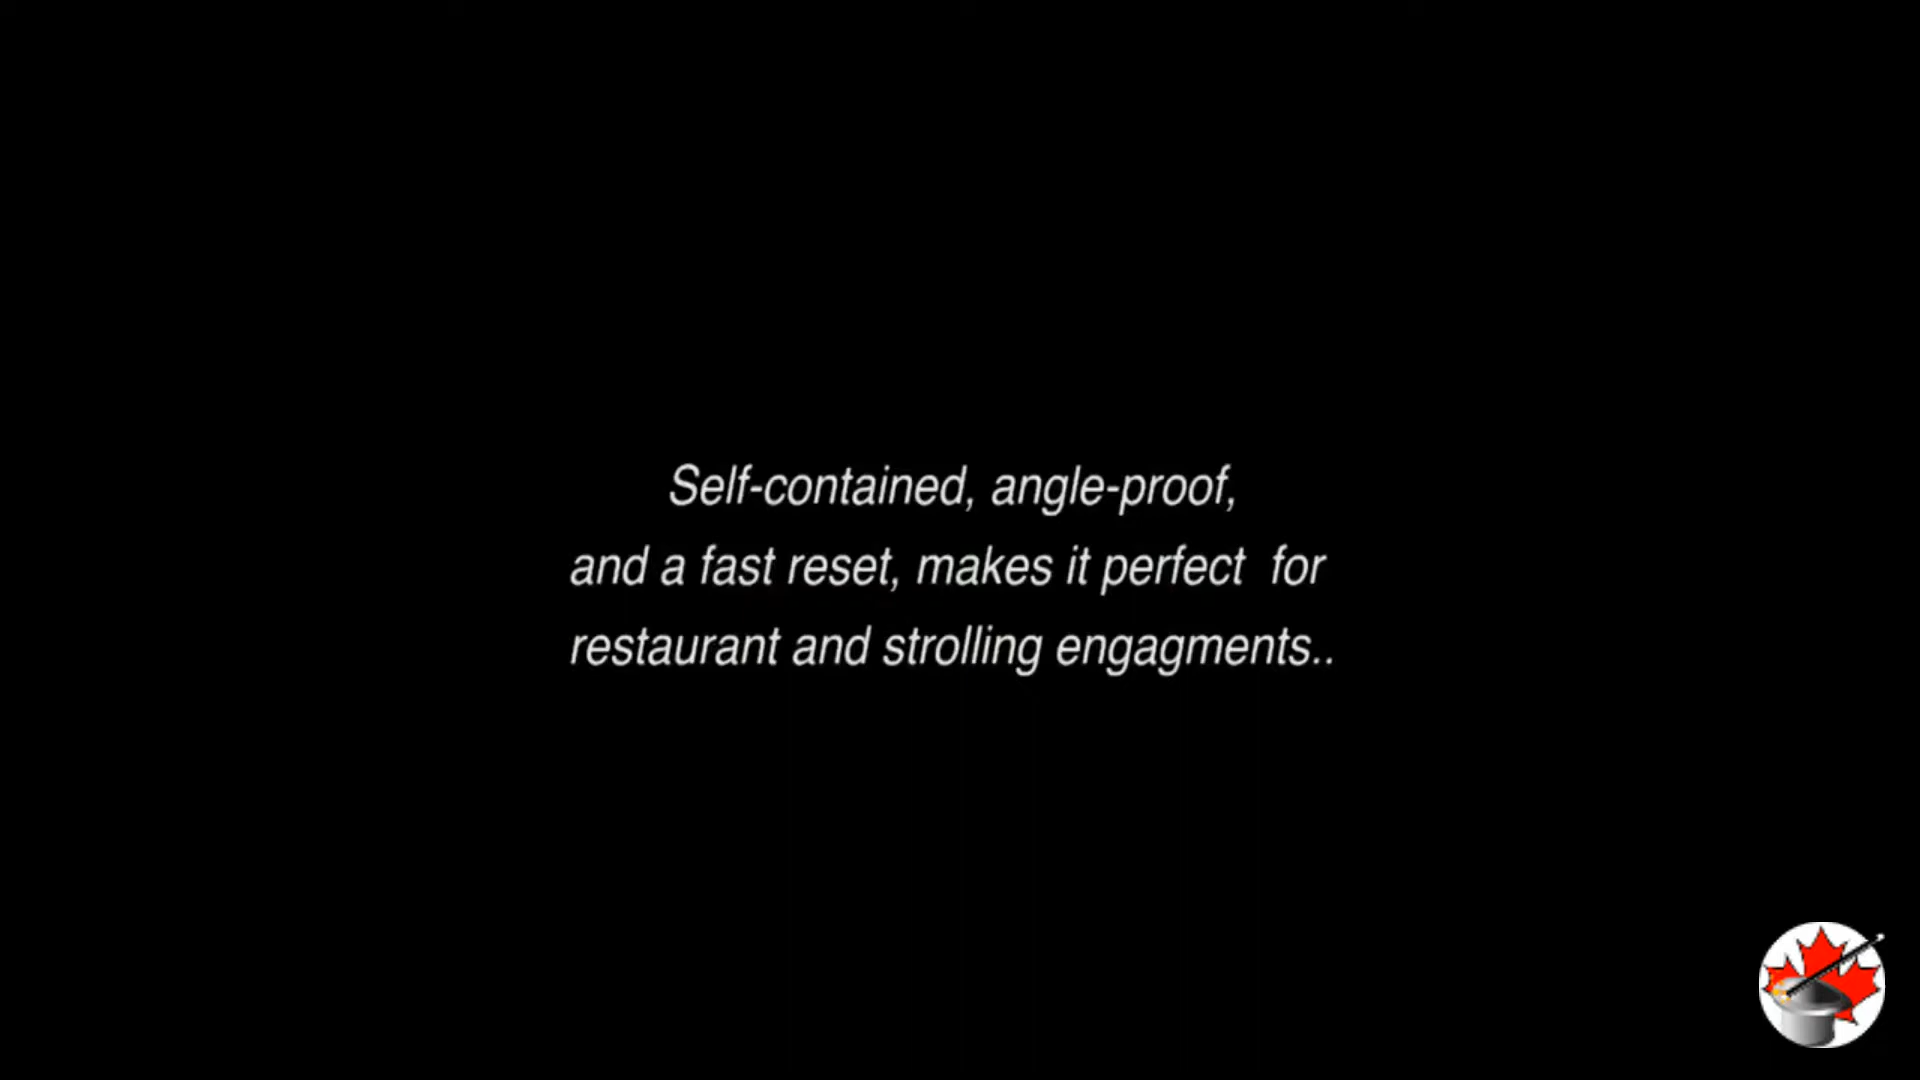 Self-contained, angle-proof,
and a fast reset, makes it perfect  for
restaurant and strolling engagments..